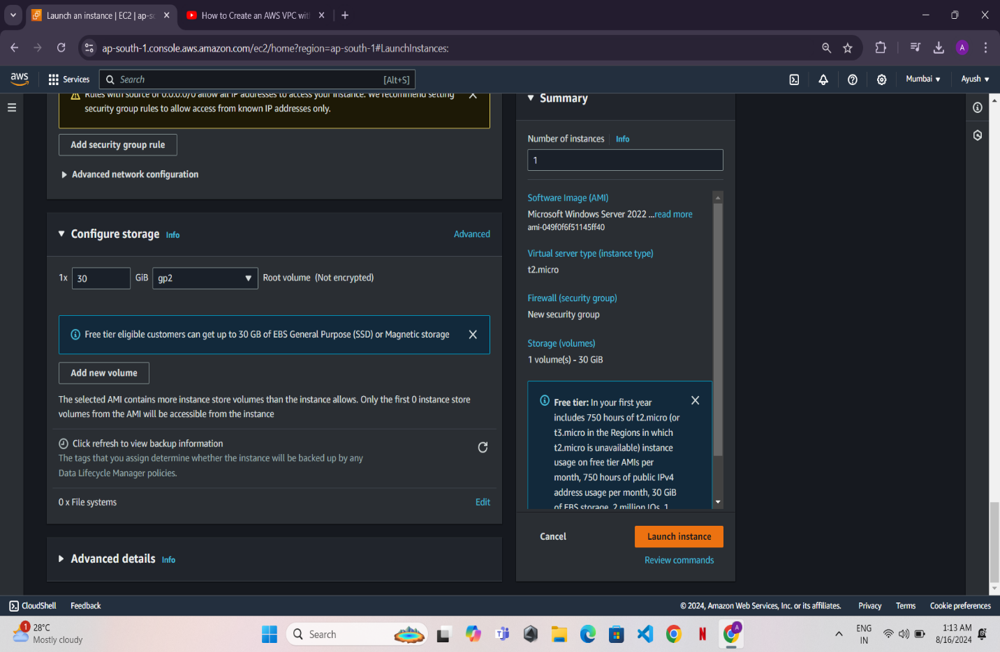 Launch an instance | EC2 | ap-so
How to Create an AWS VPC with
ap-south-1.console.aws.amazon.com/ec2/home?region=ap-south-1#LaunchInstances:
A
aws
Services
Search
[Alt+S]
Mumbai
Ayush
Rules with source of 0.0.0.0/0 allow all IP addresses to access your instance. We recommend setting
security group rules to allow access from known IP addresses only.
Add security group rule
Advanced network configuration
Configure storage Info
Advanced
1x 30 GiB gp2 Root volume (Not encrypted)
Free tier eligible customers can get up to 30 GB of EBS General Purpose (SSD) or Magnetic storage
Add new volume
The selected AMI contains more instance store volumes than the instance allows. Only the first 0 instance store
volumes from the AMI will be accessible from the instance
Click refresh to view backup information
The tags that you assign determine whether the instance will be backed up by any
Data Lifecycle Manager policies.
0 x File systems
Edit
Advanced details Info
Summary
Number of instances Info
1
Software Image (AMI)
Microsoft Windows Server 2022 ...read more
ami-049f0f6f51145ff40
Virtual server type (instance type)
t2.micro
Firewall (security group)
New security group
Storage (volumes)
1 volume(s) - 30 GiB
Free tier: In your first year
includes 750 hours of t2.micro (or
t3.micro in the Regions in which
t2.micro is unavailable) instance
usage on free tier AMIs per
month, 750 hours of public IPv4
address usage per month, 30 GiB
of EBS storage, 2 million IOs, 1
Cancel
Launch instance
Review commands
CloudShell
Feedback
© 2024, Amazon Web Services, Inc. or its affiliates.
Privacy
Terms
Cookie preferences
1
28°C
Mostly cloudy
Search
N
A
ENG
IN
1:13 AM
8/16/2024